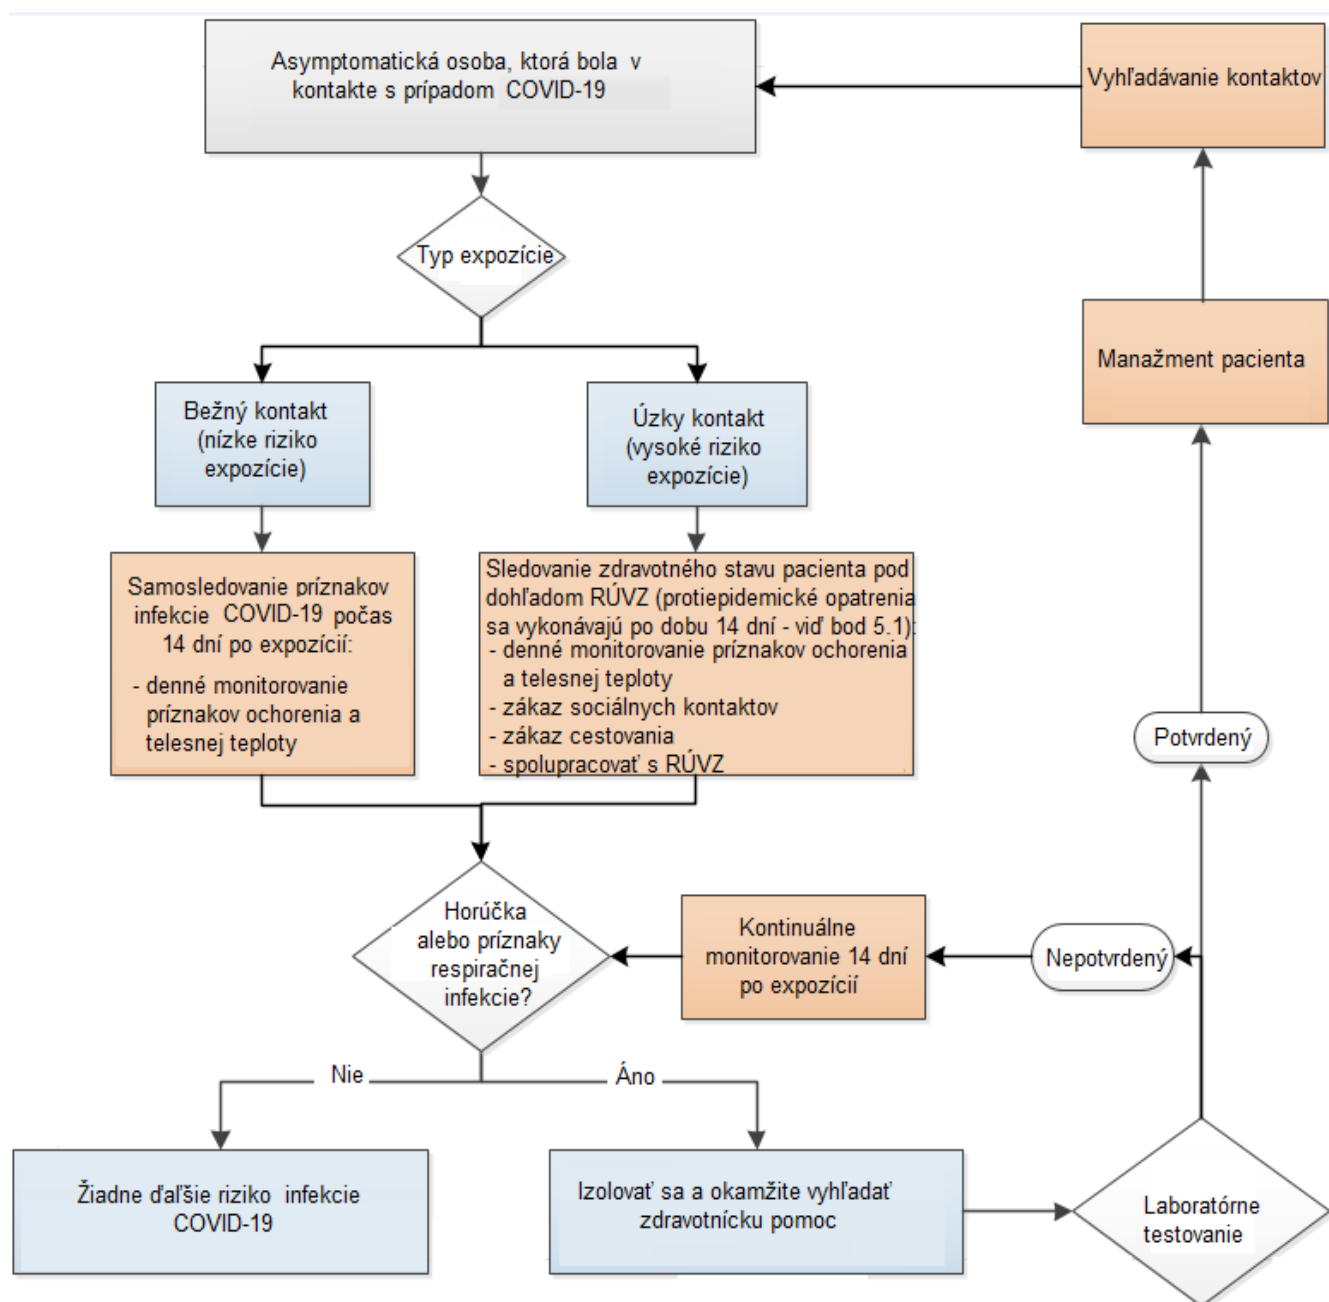 Asymptomatická osoba, ktorá bola v
kontakte s prípadom COVID-19
Vyhľadávanie kontaktov
Typ expozície
Manažment pacienta
Bežný kontakt
(nízke riziko
expozície)
Úzky kontakt
(vysoké riziko
expozície)
Samosledovanie príznakov
infekcie COVID-19 počas
14 dní po expozícií:
- denné monitorovanie
príznakov ochorenia a
telesnej teploty
Sledovanie zdravotného stavu pacienta pod
dohľadom RÚVZ (protiepidemické opatrenia
sa vykonávajú po dobu 14 dní - viď bod 5.1):
- denné monitorovanie príznakov ochorenia
a telesnej teploty
- zákaz sociálnych kontaktov
- zákaz cestovania
- spolupracovať s RÚVZ
Potvrdený
Horúčka
alebo príznaky
respiračnej
infekcie?
Kontinuálne
monitorovanie 14 dní
po expozícií
Nepotvrdený
Nie
Áno
Žiadne ďaľšie riziko infekcie
COVID-19
Izolovať sa a okamžite vyhľadať
zdravotnícku pomoc
Laboratórne
testovanie